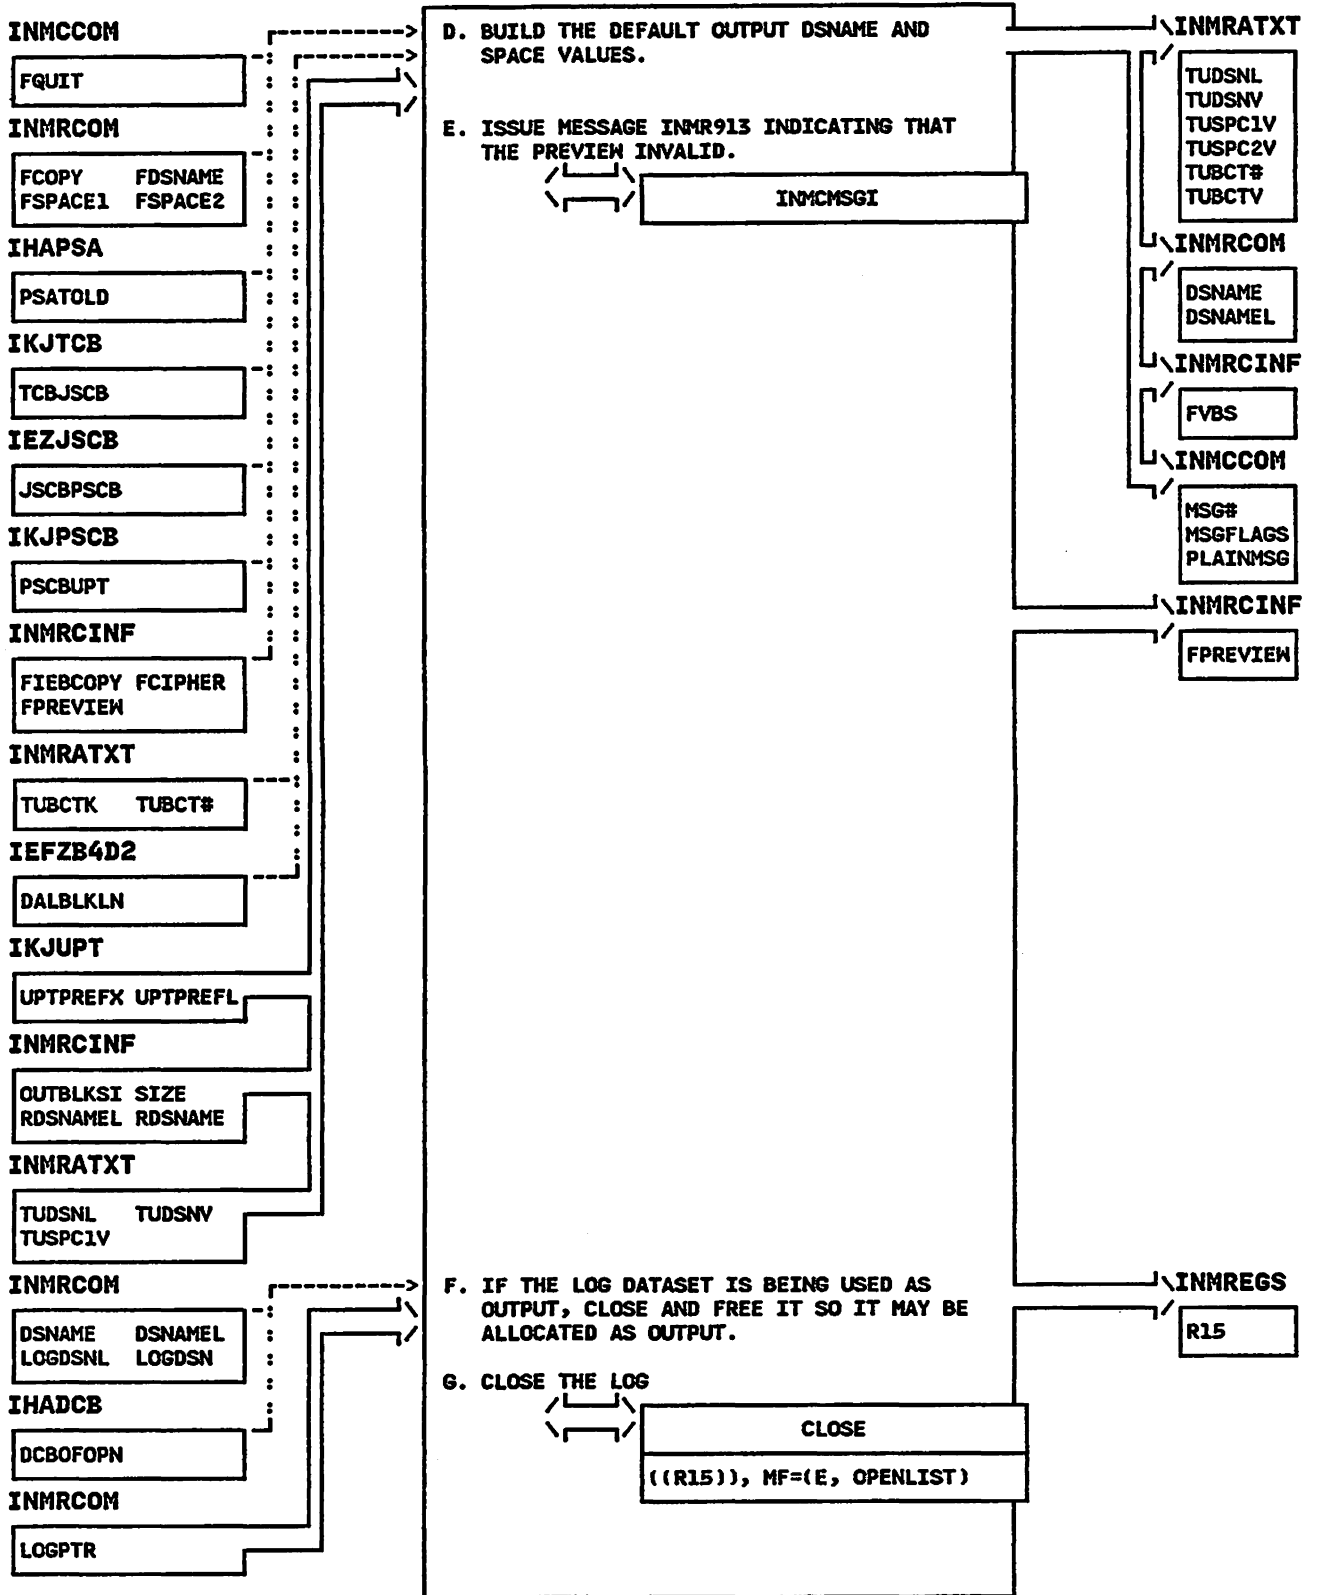 INMCCOM
FQUIT
INMRCOM
FCOPY FDSNAME
FSPACE1 FSPACE2
IHAPSA
PSATOLD
IKJTCB
TCBJSCB
IEZJSCB
JSCBPSCB
IKJPSCB
PSCBUPT
INMRCINF
FIEBCOPY FCIPHER
FPREVIEW
INMRATXT
TUBCTK TUBCT#
IEFZB4D2
DALBLKLN
IKJUPT
UPTPREFX UPTPREFL
INMRCINF
OUTBLKSI SIZE
RDSNAMEL RDSNAME
INMRATXT
TUDSNL TUDSNV
TUSPC1V
INMRCOM
DSNAME DSNAMEL
LOGDSNL LOGDSN
IHADCB
DCBOFOPN
INMRCOM
LOGPTR
D. BUILD THE DEFAULT OUTPUT DSNAME AND
SPACE VALUES.
E. ISSUE MESSAGE INMR913 INDICATING THAT
THE PREVIEW INVALID.
INMCMSGI
F. IF THE LOG DATASET IS BEING USED AS
OUTPUT, CLOSE AND FREE IT SO IT MAY BE
ALLOCATED AS OUTPUT.
G. CLOSE THE LOG
CLOSE
((R15)), MF=(E, OPENLIST)
INMRATXT
TUDSNL
TUDSNV
TUSPC1V
TUSPC2V
TUBCT#
TUBCTV
INMRCOM
DSNAME
DSNAMEL
INMRCINF
FVBS
INMCCOM
MSG#
MSGFLAGS
PLAINMSG
INMRCINF
FPREVIEW
INMREGS
R15